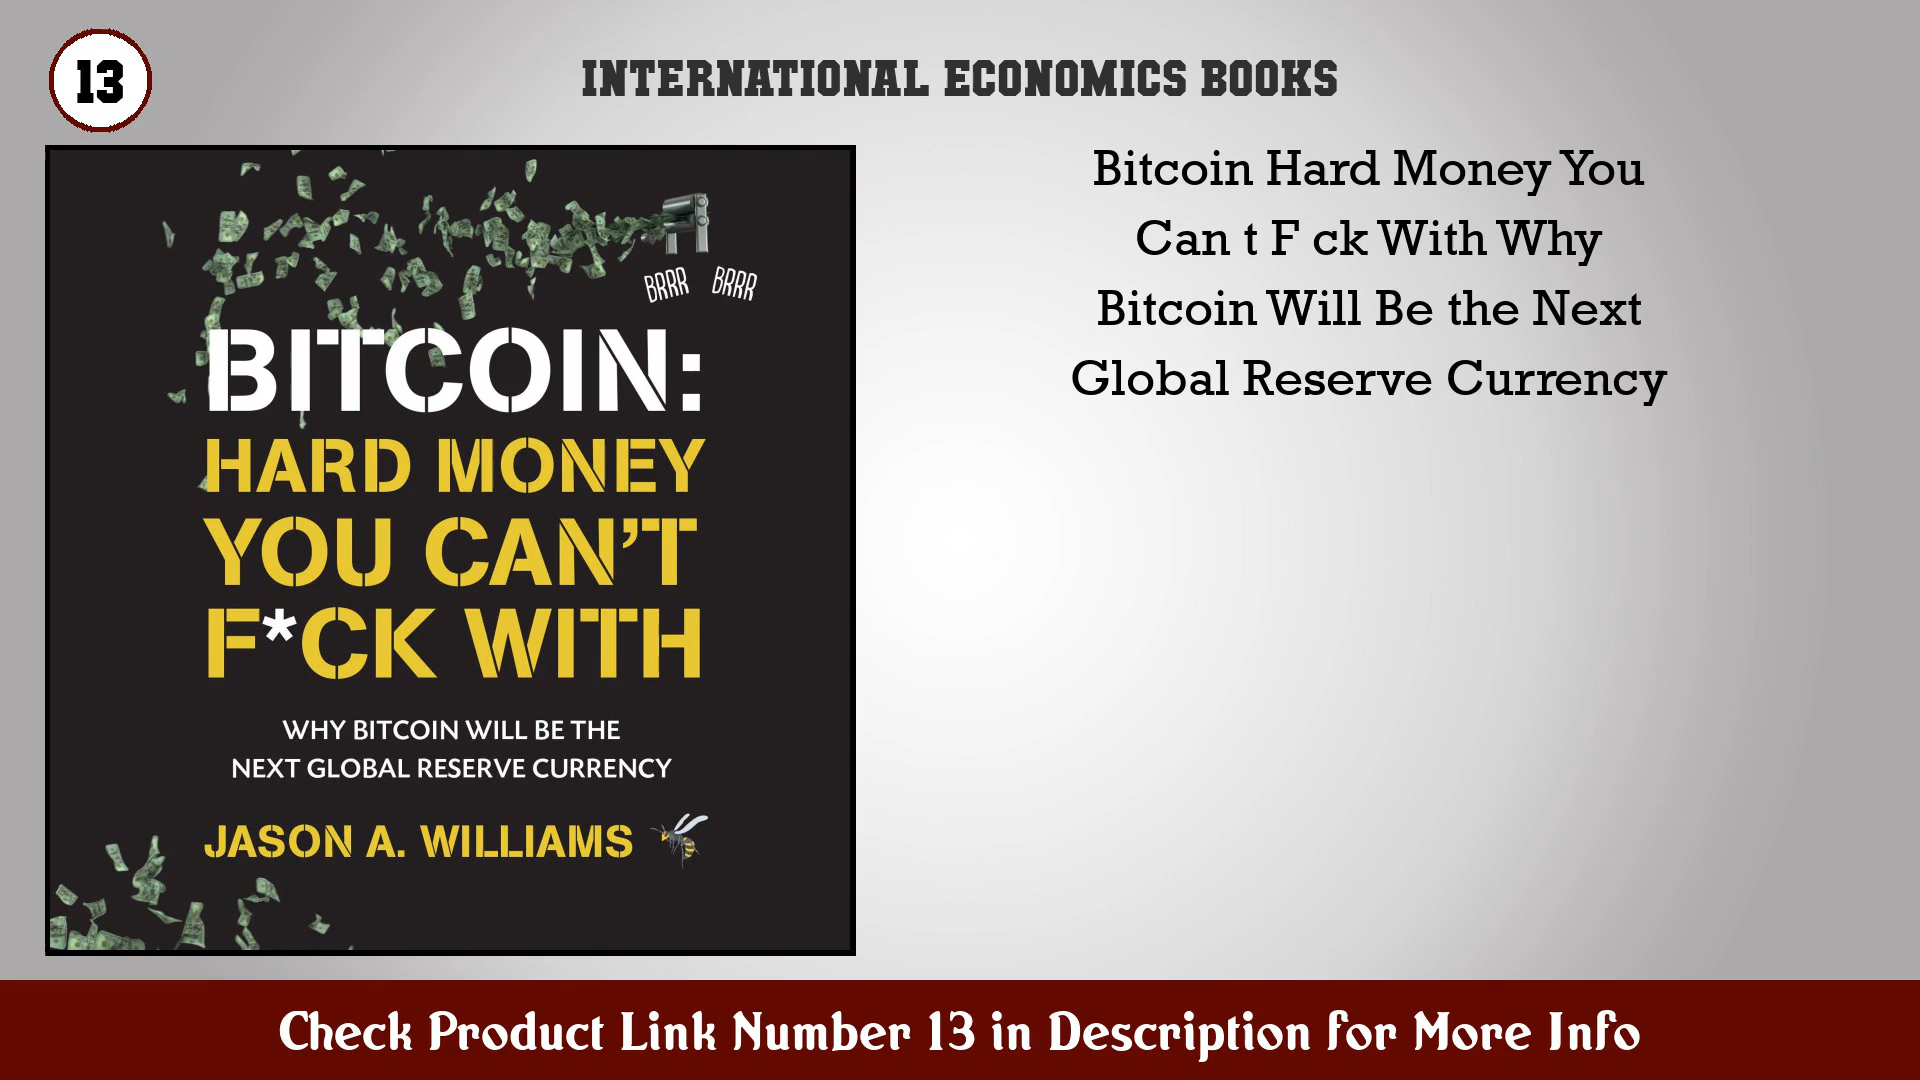 13
INTERNATIONAL ECONOMICS BOOKS
BRRR BRRR
BITCOIN:
HARD MONEY
YOU CAN'T
F*CK WITH
WHY BITCOIN WILL BE THE
NEXT GLOBAL RESERVE CURRENCY
JASON A. WILLIAMS
Bitcoin Hard Money You
Can t F ck With Why
Bitcoin Will Be the Next
Global Reserve Currency
Check Product Link Number 13 in Description for More Info